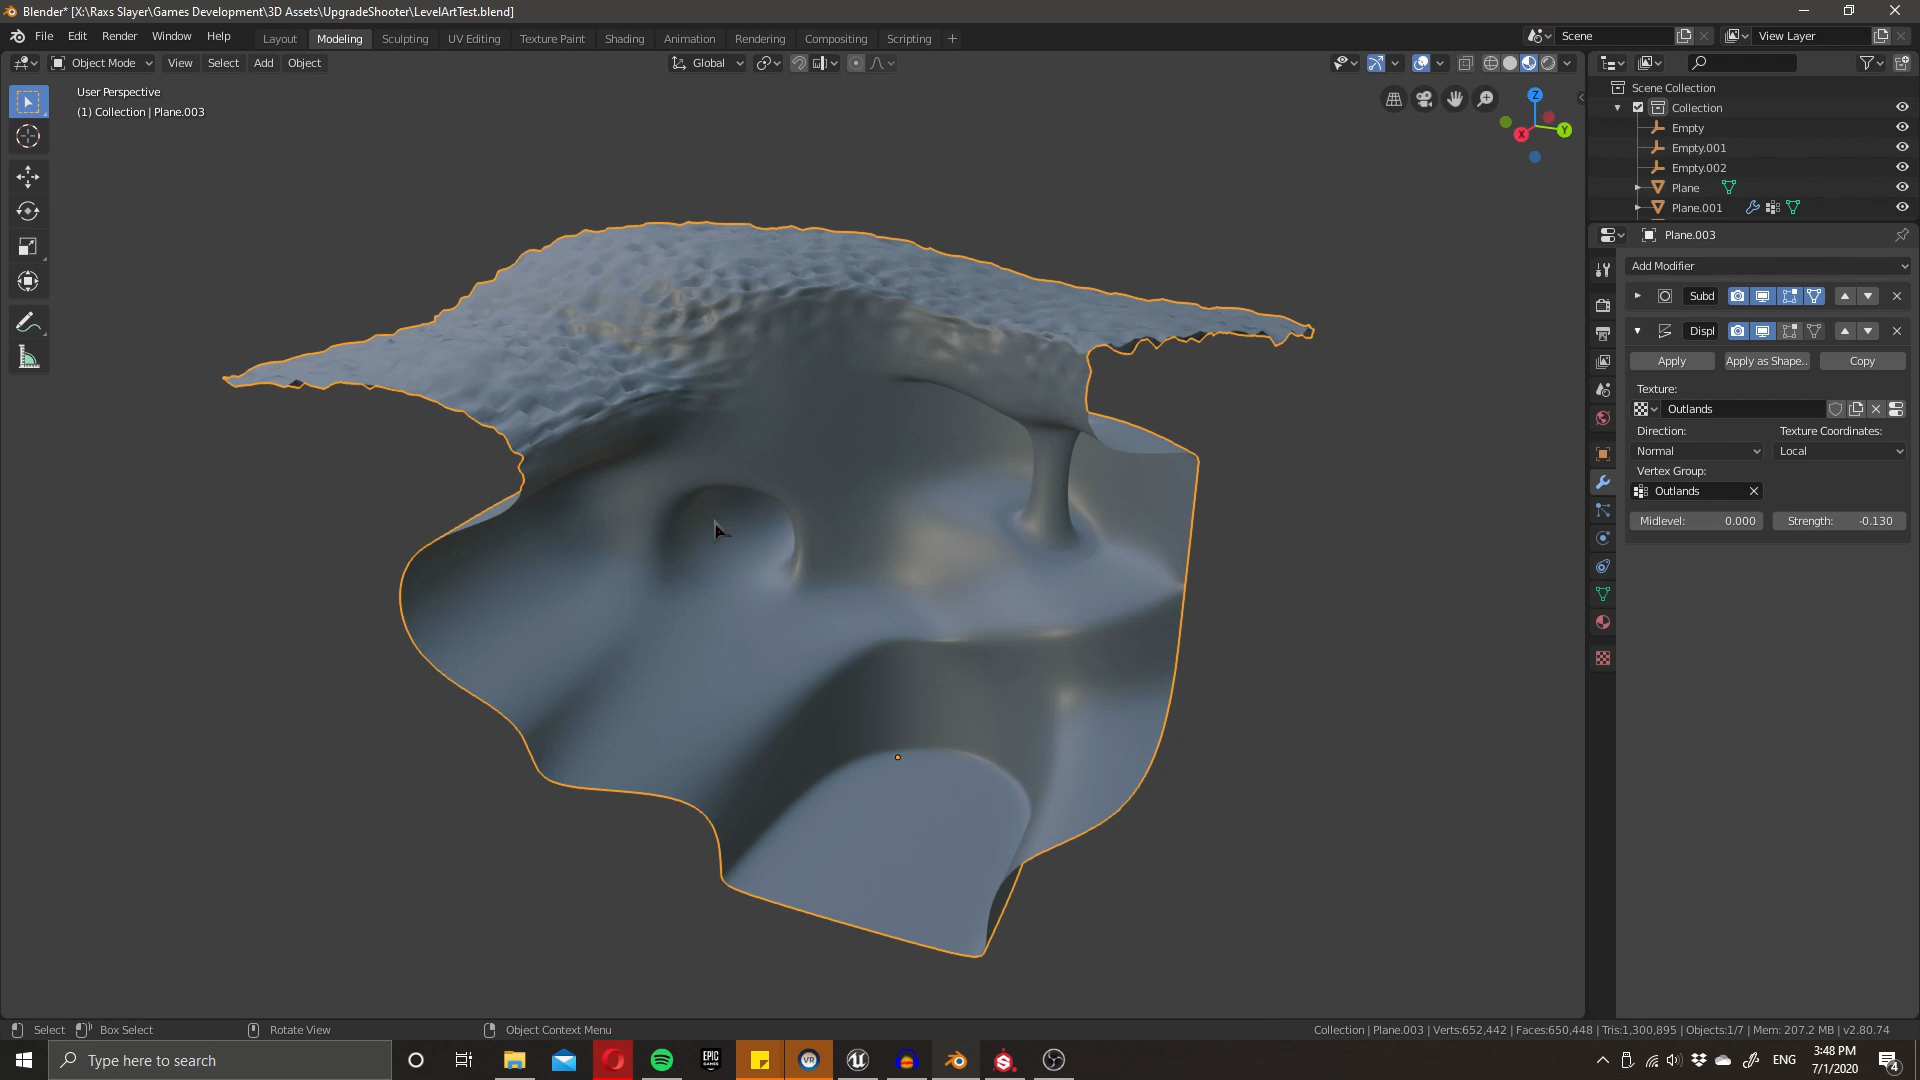 Blender* [X:\Raxs Slayer\Games Development\3D Assets\UpgradeShooter\LevelArtTest.blend]
File Edit Render Window Help Layout Modeling Sculpting UV Editing Texture Paint Shading Animation Rendering Compositing Scripting + Scene View Layer
Object Mode View Select Add Object Global
User Perspective
(1) Collection | Plane.003
Z
X
Y
Scene Collection
Collection
Empty
Empty.001
Empty.002
Plane
Plane.001
Plane.003
Add Modifier
Subd
Displ
Apply Apply as Shape.. Copy
Texture:
Outlands
Direction: Texture Coordinates:
Normal Local
Vertex Group:
Outlands
Midlevel: 0.000 Strength: -0.130
Select Box Select Rotate View Object Context Menu Collection | Plane.003 | Verts:652,442 | Faces:650,448 | Tris:1,300,895 | Objects:1/7 | Mem: 207.2 MB | v2.80.74
Type here to search
EPIC GAMES
VR
ENG
3:48 PM
7/1/2020
4